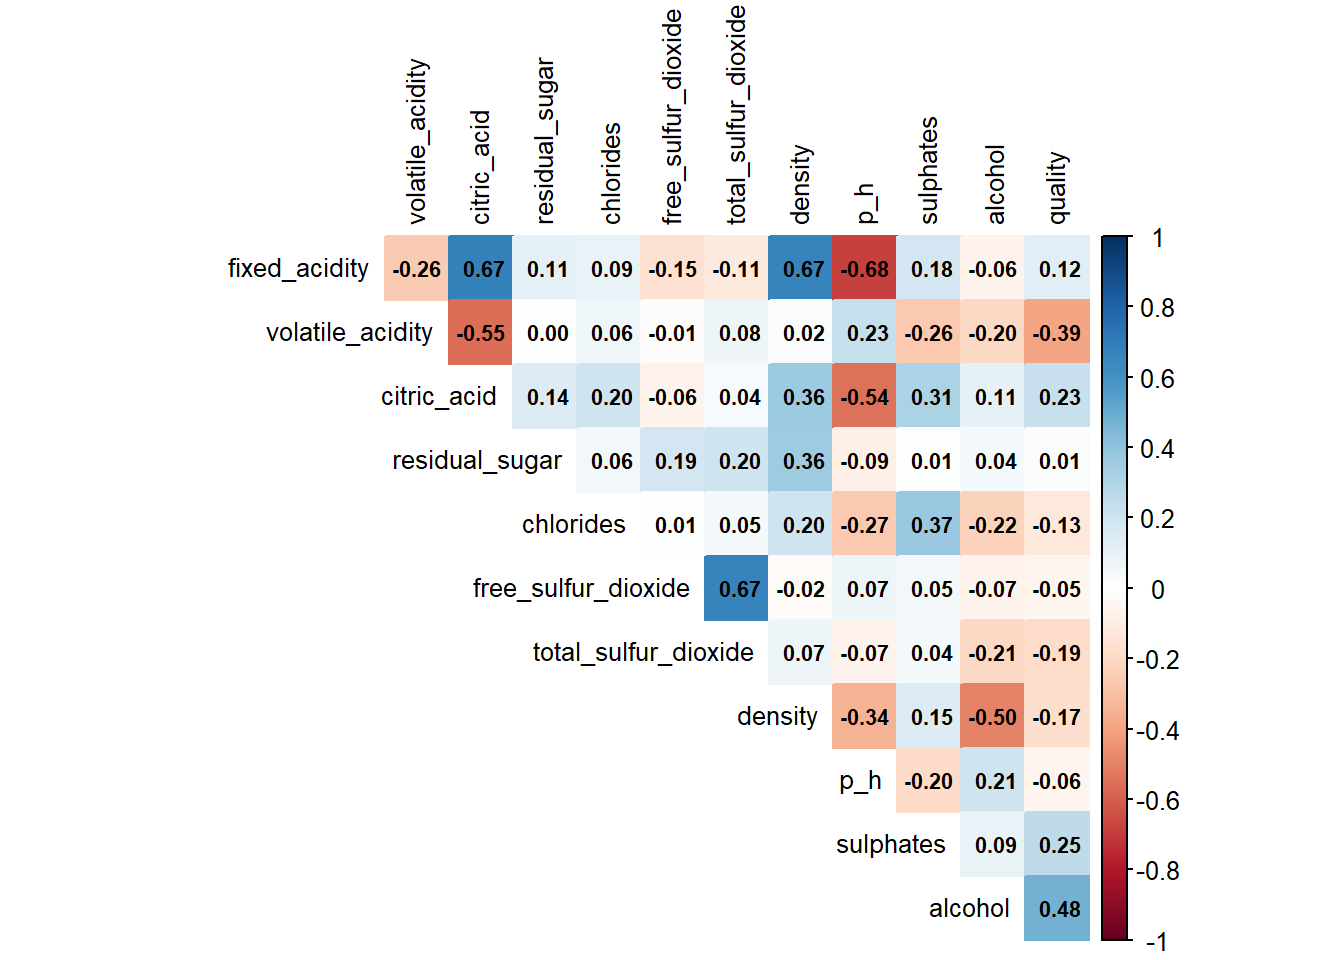 volatile_acidity
citric_acid
residual_sugar
chlorides
free_sulfur_dioxide
total_sulfur_dioxide
density
p_h
sulphates
alcohol
quality
fixed_acidity -0.26 0.67 0.11 0.09 -0.15 -0.11 0.67 -0.68 0.18 -0.06 0.12
volatile_acidity -0.55 0.00 0.06 -0.01 0.08 0.02 0.23 -0.26 -0.20 -0.39
citric_acid 0.14 0.20 -0.06 0.04 0.36 -0.54 0.31 0.11 0.23
residual_sugar 0.06 0.19 0.20 0.36 -0.09 0.01 0.04 0.01
chlorides 0.01 0.05 0.20 -0.27 0.37 -0.22 -0.13
free_sulfur_dioxide 0.67 -0.02 0.07 0.05 -0.07 -0.05
total_sulfur_dioxide 0.07 -0.07 0.04 -0.21 -0.19
density -0.34 0.15 -0.50 -0.17
p_h -0.20 0.21 -0.06
sulphates 0.09 0.25
alcohol 0.48
1
0.8
0.6
0.4
0.2
0
-0.2
-0.4
-0.6
-0.8
-1